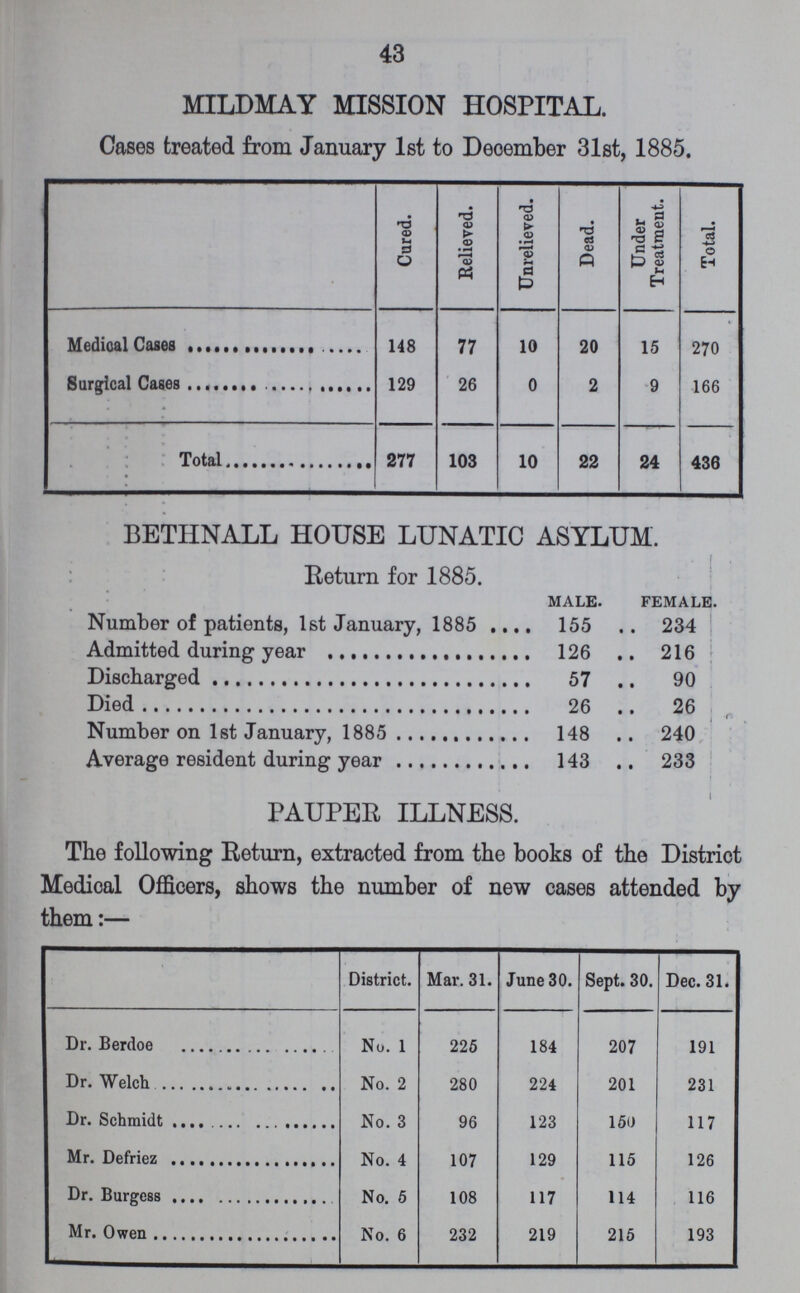 43
MILDMAY MISSION HOSPITAL.
Cases treated from January 1st to December 31st, 1885.
Cured. Relieved. Unrelieved. Dead. Under Treatment. Total.
Medical Cases ................... 148 77 10 20 15 270
Surgical Cases ................... 129 26 0 2 9 166
Total................... 277 103 10 22 24 436
BETHNALL HOUSE LUNATIC ASYLUM.
Return for 1885.
MALE. FEMALE.
Number of patients, 1st January, 1885 .... 155 .. 234
Admitted during year .................. 126 .. 216
Discharged ............................ 57 .. 90
Died .................................. 26 .. 26
Number on 1st January, 1885 ............ 148 .. 240
Average resident during year ............ 143 .. 233
PAUPER ILLNESS.
The following Return, extracted from the books of the District
Medical Officers, shows the number of new cases attended by
them:—
District. Mar. 31. June 30. Sept. 30. Dec. 31.
Dr. Berdoe ................ No. 1 225 184 207 191
Dr. Welch ................... No. 2 280 224 201 231
Dr. Schmidt ................ No. 3 96 123 150 117
Mr. Defriez ................... No. 4 107 129 115 126
Dr. Burgess ................ No. 5 108 117 114 116
Mr. Owen ..................... No. 6 232 219 215 193